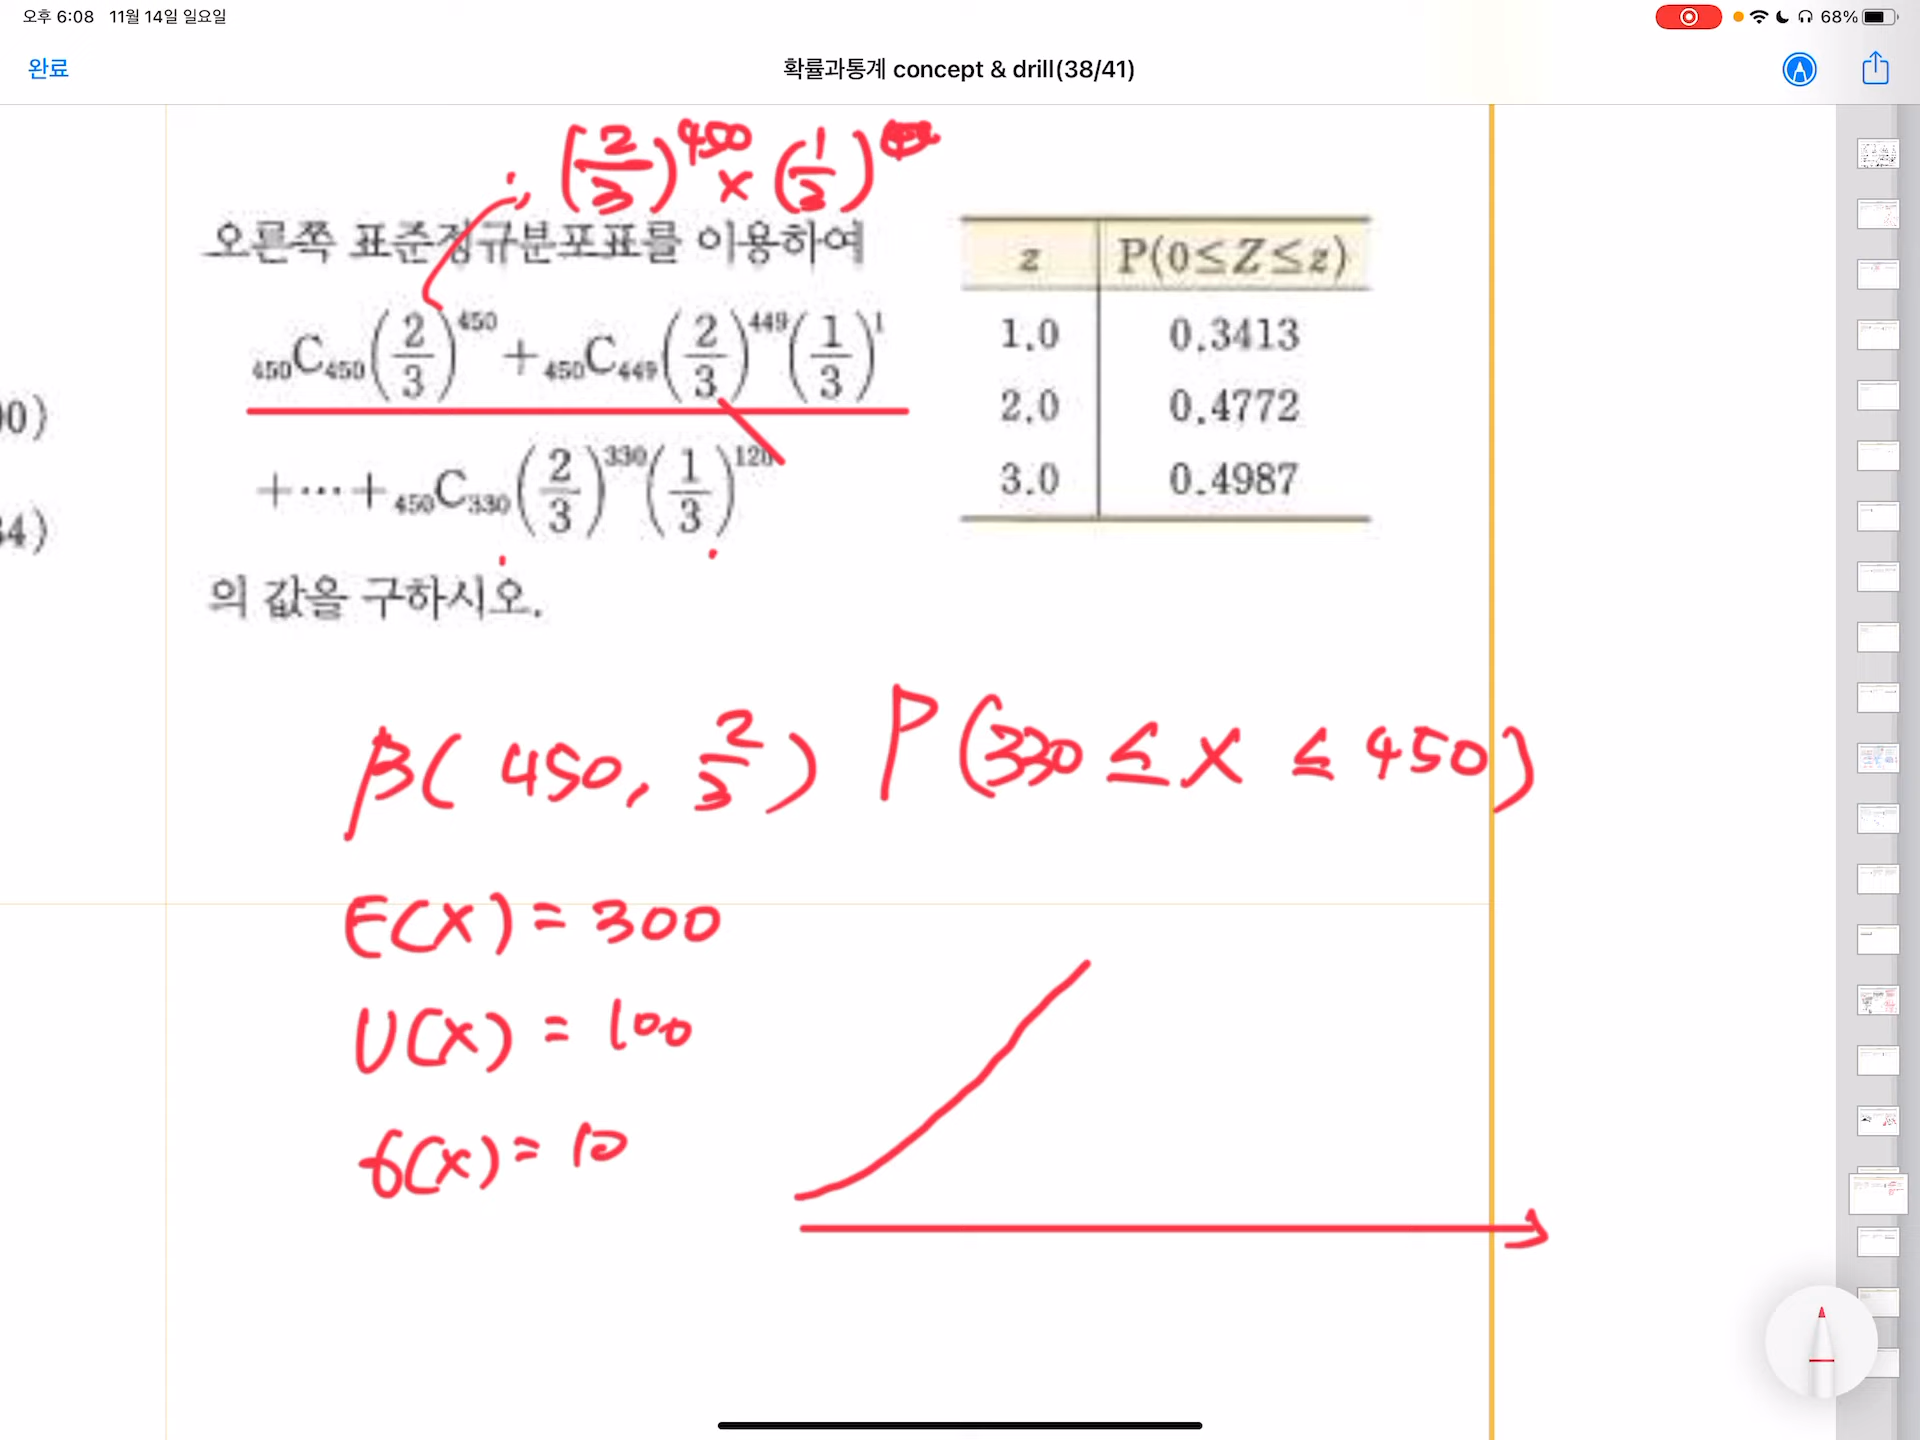 오후 6:08 11월 14일 일요일 68%
완료 확률과통계 concept & drill(38/41)
(2/3)^450 × (1/3)
오른쪽 표준정규분포표를 이용하여
₄₅₀C₄₅₀(2/3)^450 + ₄₅₀C₄₄₉(2/3)^449(1/3)^1
+⋯+₄₅₀C₃₃₀(2/3)^330(1/3)^120
의 값을 구하시오.
z P(0≤Z≤z)
1.0 0.3413
2.0 0.4772
3.0 0.4987
00)
34)
B(450, 2/3) P(330 ≤ X ≤ 450)
E(X) = 300
V(X) = 100
σ(X) = 10